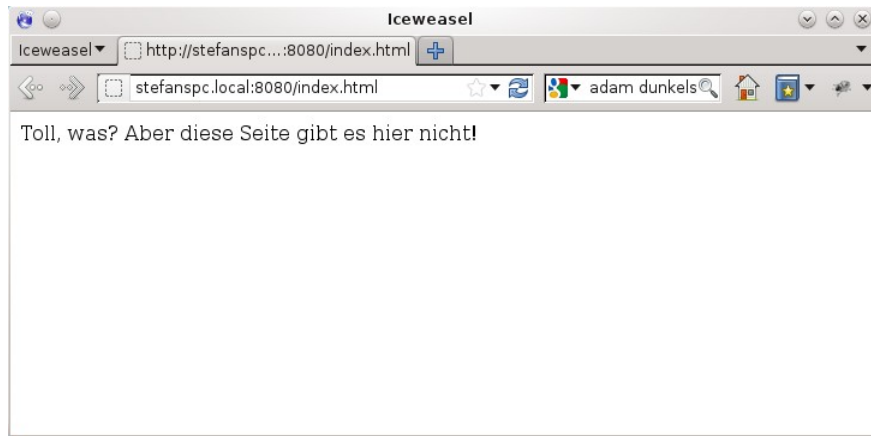 Iceweasel
Iceweasel
http://stefanspc...:8080/index.html
stefanspc.local:8080/index.html
adam dunkels
Toll, was? Aber diese Seite gibt es hier nicht!